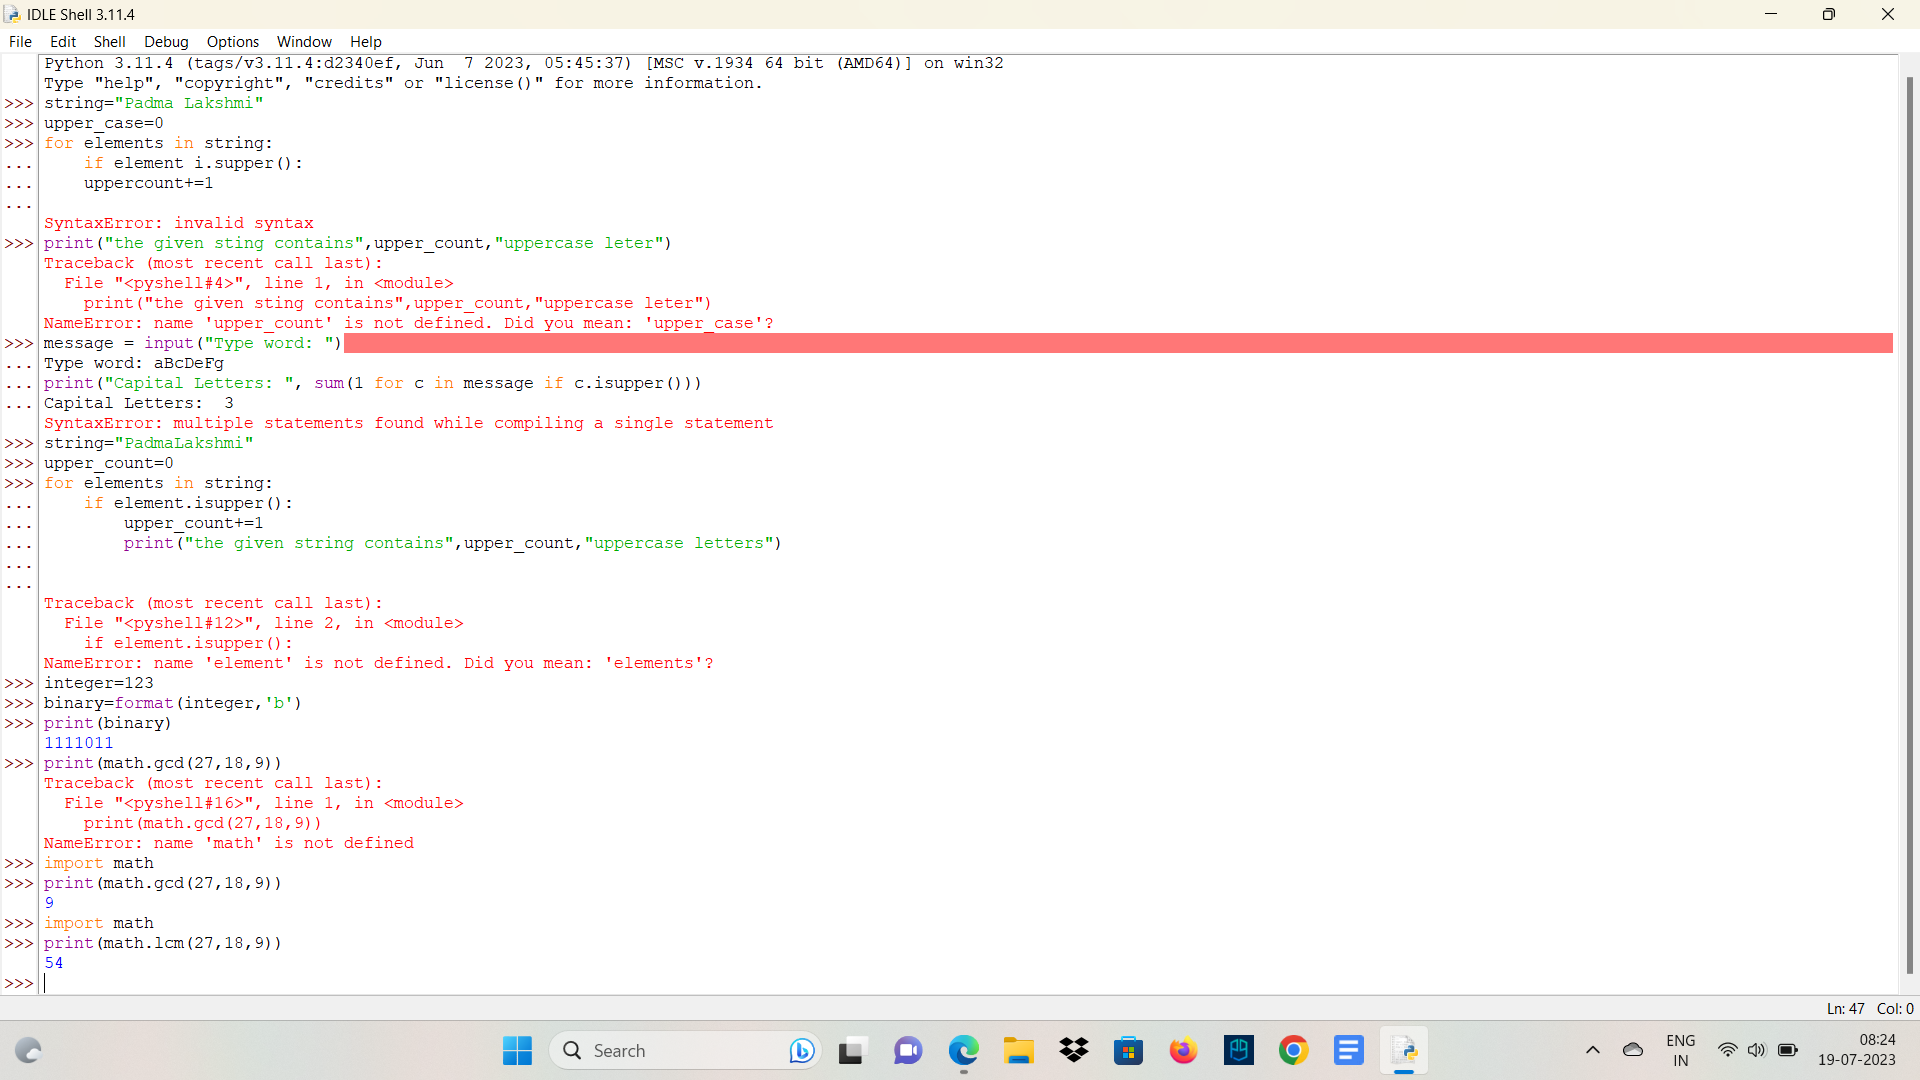 IDLE Shell 3.11.4
File Edit Shell Debug Options Window Help
Python 3.11.4 (tags/v3.11.4:d2340ef, Jun  7 2023, 05:45:37) [MSC v.1934 64 bit (AMD64)] on win32
Type "help", "copyright", "credits" or "license()" for more information.
>>> string="Padma Lakshmi"
>>> upper_case=0
>>> for elements in string:
...     if element i.supper():
...     uppercount+=1
...
SyntaxError: invalid syntax
>>> print("the given sting contains",upper_count,"uppercase leter")
Traceback (most recent call last):
  File "<pyshell#4>", line 1, in <module>
    print("the given sting contains",upper_count,"uppercase leter")
NameError: name 'upper_count' is not defined. Did you mean: 'upper_case'?
>>> message = input("Type word: ")
... Type word: aBcDeFg
... print("Capital Letters: ", sum(1 for c in message if c.isupper()))
... Capital Letters:  3
SyntaxError: multiple statements found while compiling a single statement
>>> string="PadmaLakshmi"
>>> upper_count=0
>>> for elements in string:
...     if element.isupper():
...         upper_count+=1
...         print("the given string contains",upper_count,"uppercase letters")
...
...
Traceback (most recent call last):
  File "<pyshell#12>", line 2, in <module>
    if element.isupper():
NameError: name 'element' is not defined. Did you mean: 'elements'?
>>> integer=123
>>> binary=format(integer,'b')
>>> print(binary)
1111011
>>> print(math.gcd(27,18,9))
Traceback (most recent call last):
  File "<pyshell#16>", line 1, in <module>
    print(math.gcd(27,18,9))
NameError: name 'math' is not defined
>>> import math
>>> print(math.gcd(27,18,9))
9
>>> import math
>>> print(math.lcm(27,18,9))
54
>>>
Ln: 47 Col: 0
Search
ENG
IN
08:24
19-07-2023